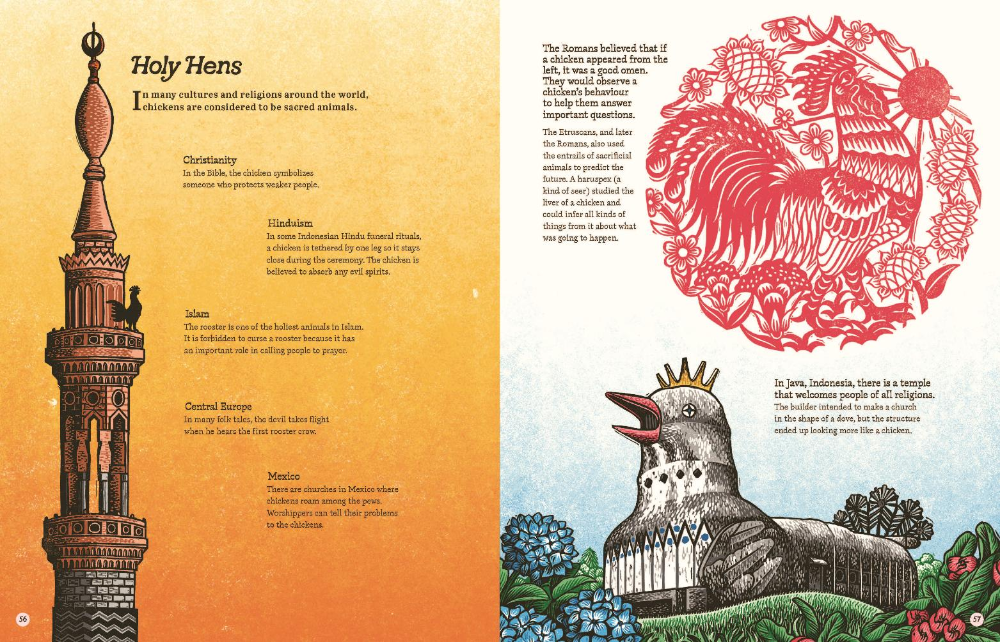 Holy Hens
In many cultures and religions around the world,
chickens are considered to be sacred animals.
Christianity
In the Bible, the chicken symbolizes
someone who protects weaker people.
Hinduism
In some Indonesian Hindu funeral rituals,
a chicken is tethered by one leg so it stays
close during the ceremony. The chicken is
believed to absorb any evil spirits.
Islam
The rooster is one of the holiest animals in Islam.
It is forbidden to curse a rooster because it has
an important role in calling people to prayer.
Central Europe
In many folk tales, the devil takes flight
when he hears the first rooster crow.
Mexico
There are churches in Mexico where
chickens roam among the pews.
Worshippers can tell their problems
to the chickens.
56
The Romans believed that if
a chicken appeared from the
left, it was a good omen.
They would observe a
chicken's behaviour
to help them answer
important questions.
The Etruscans, and later
the Romans, also used
the entrails of sacrificial
animals to predict the
future. A haruspex (a
kind of seer) studied the
liver of a chicken and
could infer all kinds of
things from it about what
was going to happen.
In Java, Indonesia, there is a temple
that welcomes people of all religions.
The builder intended to make a church
in the shape of a dove, but the structure
ended up looking more like a chicken.
57